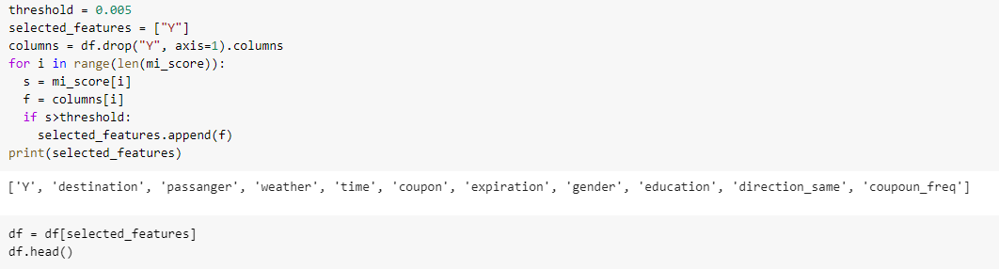 threshold = 0.005
selected_features = ["Y"]
columns = df.drop("Y", axis=1).columns
for i in range(len(mi_score)):
  s = mi_score[i]
  f = columns[i]
  if s>threshold:
    selected_features.append(f)
print(selected_features)
['Y', 'destination', 'passanger', 'weather', 'time', 'coupon', 'expiration', 'gender', 'education', 'direction_same', 'coupoun_freq']
df = df[selected_features]
df.head()